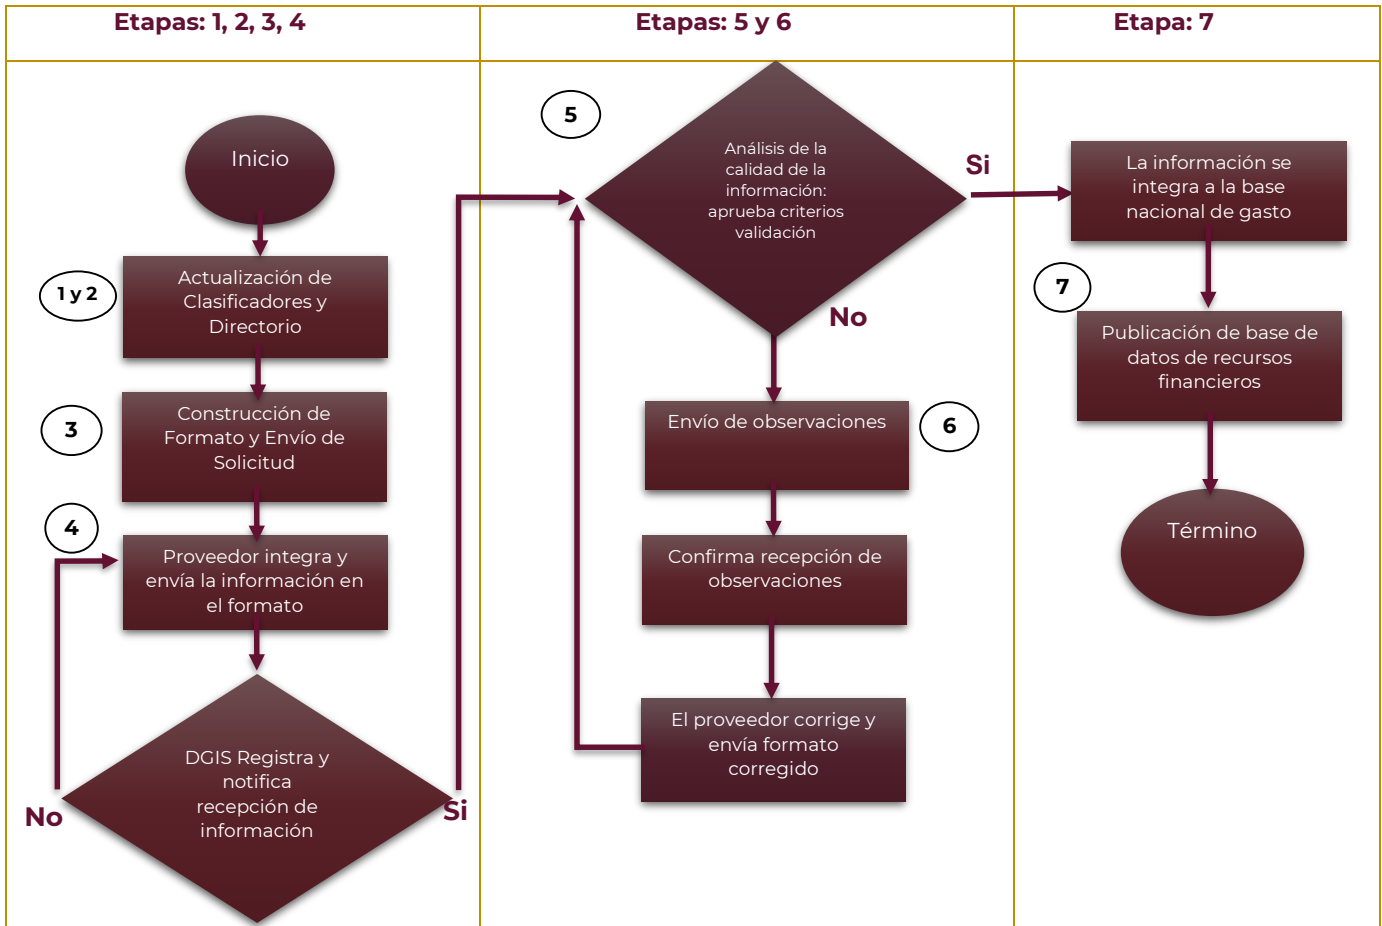 Etapas: 1, 2, 3, 4
Inicio
1 y 2
Actualización de
Clasificadores y
Directorio
3
Construcción de
Formato y Envío de
Solicitud
4
Proveedor integra y
envía la información en
el formato
DGIS Registra y
notifica
recepción de
información
No
Si
Etapas: 5 y 6
5
Análisis de la
calidad de la
información:
aprueba criterios
validación
Si
No
Envío de observaciones
6
Confirma recepción de
observaciones
El proveedor corrige y
envía formato
corregido
Etapa: 7
La información se
integra a la base
nacional de gasto
7
Publicación de base de
datos de recursos
financieros
Término